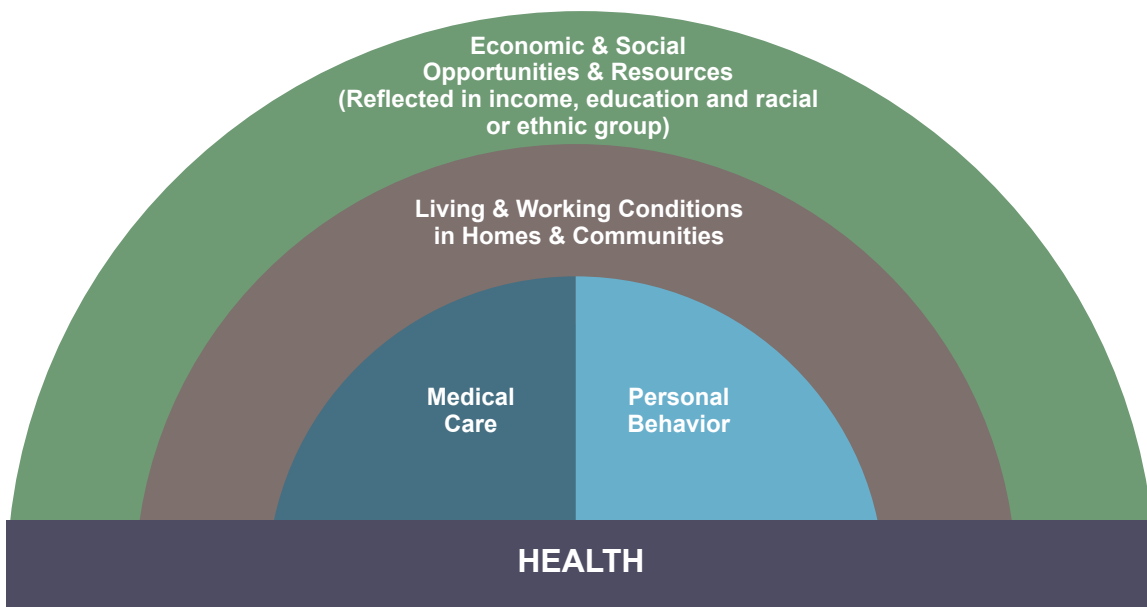 Economic & Social
Opportunities & Resources
(Reflected in income, education and racial
or ethnic group)
Living & Working Conditions
in Homes & Communities
Medical
Care
Personal
Behavior
HEALTH